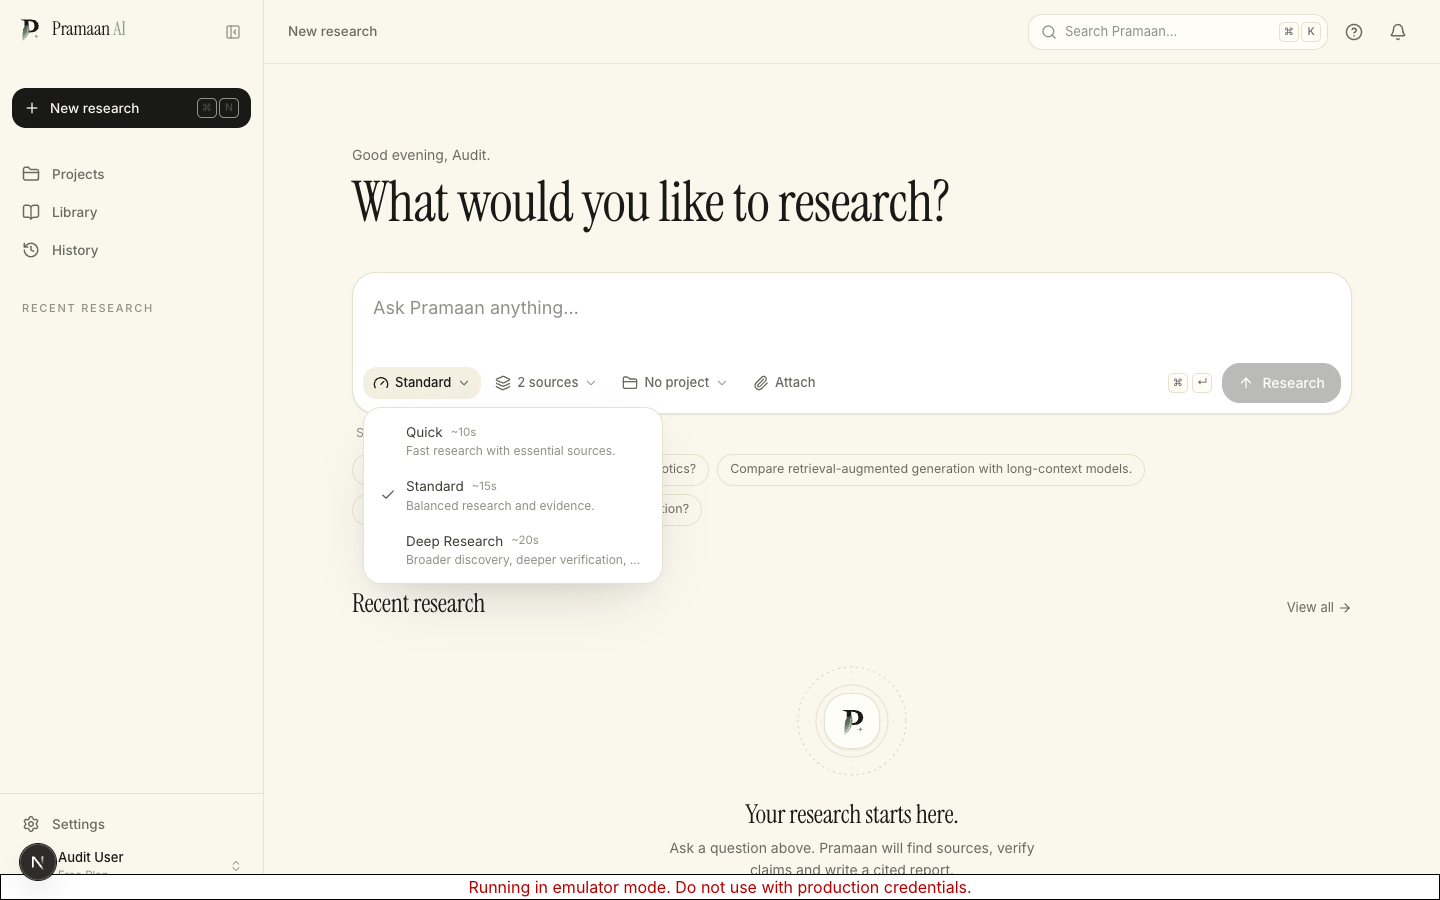 Pramaan AI
New research
⌘ N
Projects
Library
History
RECENT RESEARCH
Settings
N
Audit User
Free Plan
New research
Search Pramaan...
⌘ K
Good evening, Audit.
What would you like to research?
Ask Pramaan anything...
Standard
2 sources
No project
Attach
⌘ ↵
Research
Quick ~10s
Fast research with essential sources.
Standard ~15s
Balanced research and evidence.
Deep Research ~20s
Broader discovery, deeper verification, ...
Compare retrieval-augmented generation with long-context models.
Recent research
View all →
P
Your research starts here.
Ask a question above. Pramaan will find sources, verify
claims and write a cited report.
Running in emulator mode. Do not use with production credentials.